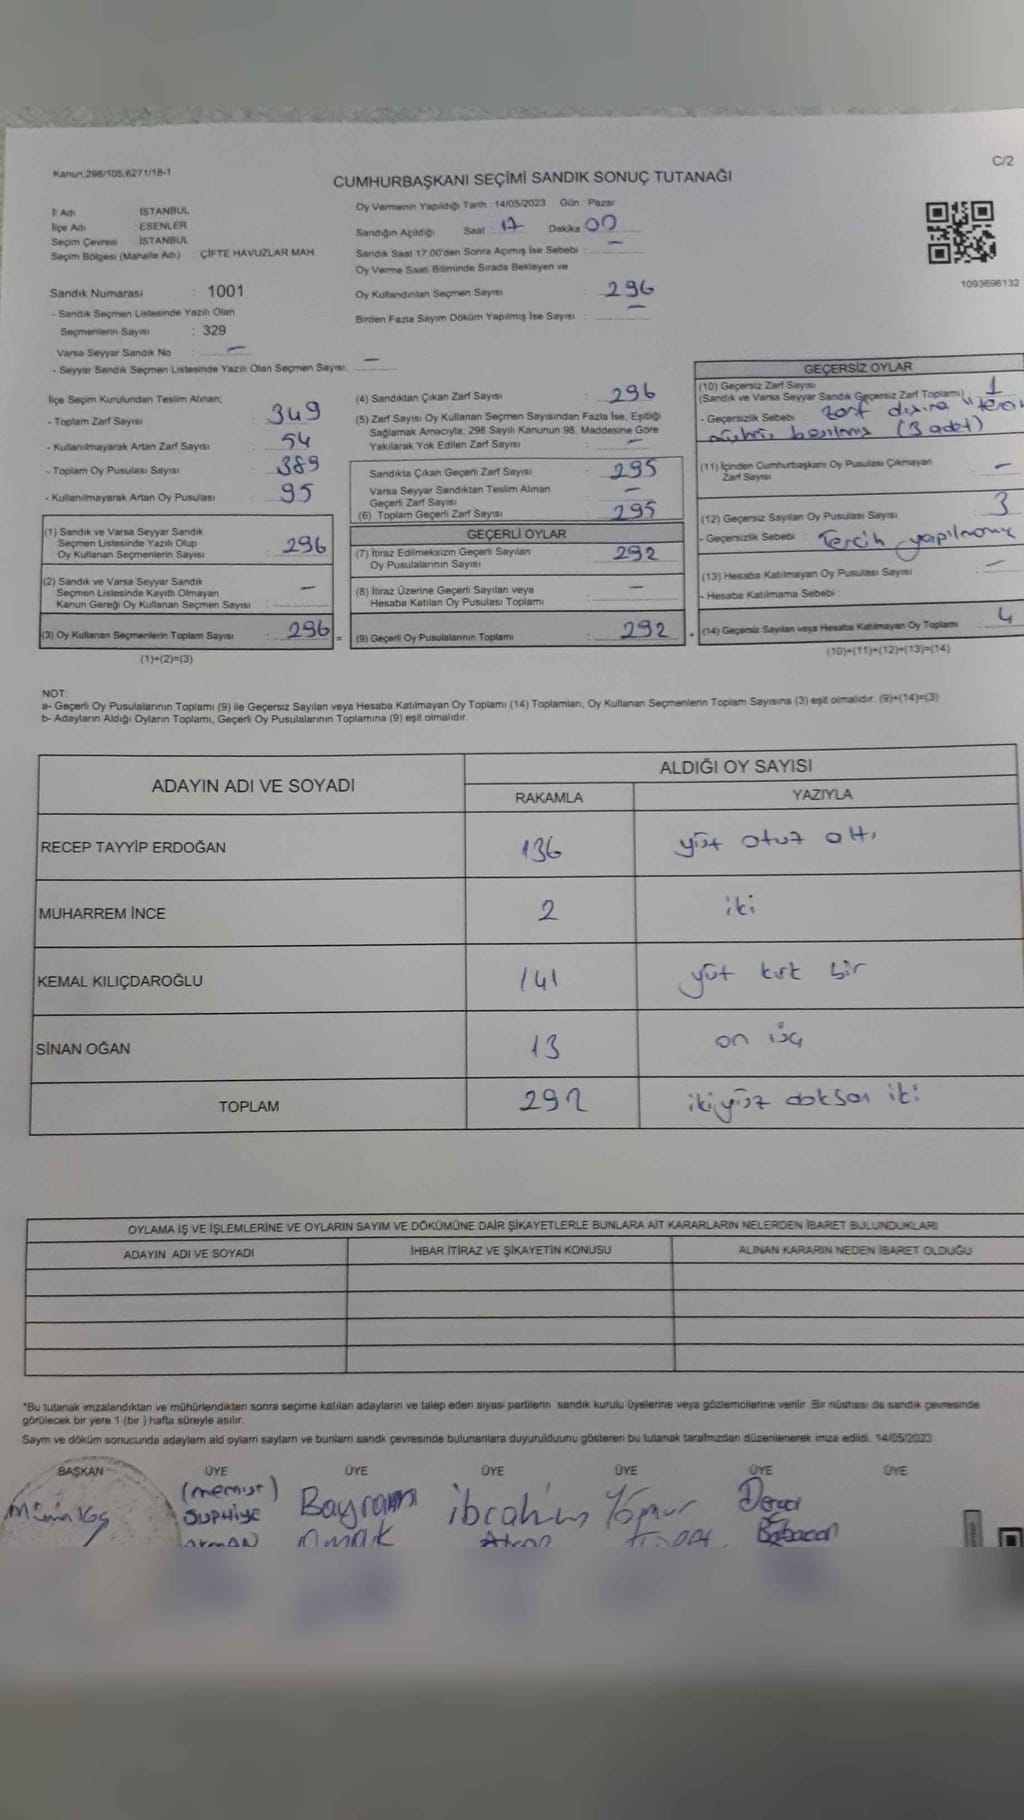 Kanun;298/105;6271/18-1
C/2
CUMHURBAŞKANI SEÇİMİ SANDIK SONUÇ TUTANAĞI
İl Adı : İSTANBUL
İlçe Adı : ESENLER
Seçim Çevresi : İSTANBUL
Seçim Bölgesi (Mahalle Adı) : ÇİFTE HAVUZLAR MAH.
Sandık Numarası : 1001
- Sandık Seçmen Listesinde Yazılı Olan
Seçmenlerin Sayısı : 329
Varsa Seyyar Sandık No : —
- Seyyar Sandık Seçmen Listesinde Yazılı Olan Seçmen Sayısı: —
Oy Vermenin Yapıldığı Tarih : 14/05/2023 Gün : Pazar
Sandığın Açıldığı Saat : 17 Dakika : 00
Sandık Saat 17:00'den Sonra Açımış İse Sebebi : —
Oy Verme Saati Bitiminde Sırada Bekleyen ve
Oy Kullandırılan Seçmen Sayısı : 296
Birden Fazla Sayım Döküm Yapılmış İse Sayısı : —
1093696132
İlçe Seçim Kurulundan Teslim Alınan;
- Toplam Zarf Sayısı : 349
- Kullanılmayarak Artan Zarf Sayısı : 54
- Toplam Oy Pusulası Sayısı : 389
- Kullanılmayarak Artan Oy Pusulası : 95
(1) Sandık ve Varsa Seyyar Sandık
Seçmen Listesinde Yazılı Olup
Oy Kullanan Seçmenlerin Sayısı : 296
(2) Sandık ve Varsa Seyyar Sandık
Seçmen Listesinde Kayıtlı Olmayan
Kanun Gereği Oy Kullanan Seçmen Sayısı : —
(3) Oy Kullanan Seçmenlerin Toplam Sayısı : 296 =
(1)+(2)=(3)
(4) Sandıktan Çıkan Zarf Sayısı : 296
(5) Zarf Sayısı Oy Kullanan Seçmen Sayısından Fazla İse, Eşitliği
Sağlamak Amacıyla; 298 Sayılı Kanunun 98. Maddesine Göre
Yakılarak Yok Edilen Zarf Sayısı : —
Sandıkta Çıkan Geçerli Zarf Sayısı : 295
Varsa Seyyar Sandıktan Teslim Alınan
Geçerli Zarf Sayısı : —
(6) Toplam Geçerli Zarf Sayısı : 295
GEÇERLİ OYLAR
(7) İtiraz Edilmeksizin Geçerli Sayılan
Oy Pusulalarının Sayısı : 292
(8) İtiraz Üzerine Geçerli Sayılan veya
Hesaba Katılan Oy Pusulası Toplamı : —
(9) Geçerli Oy Pusulalarının Toplamı : 292 +
GEÇERSİZ OYLAR
(10) Geçersiz Zarf Sayısı
(Sandık ve Varsa Seyyar Sandık Geçersiz Zarf Toplamı) : 1
- Geçersizlik Sebebi : zarf dışına
(3 adet)
(11) İçinden Cumhurbaşkanı Oy Pusulası Çıkmayan
Zarf Sayısı : —
(12) Geçersiz Sayılan Oy Pusulası Sayısı : 3
- Geçersizlik Sebebi : Tercih yapılmamış
(13) Hesaba Katılmayan Oy Pusulası Sayısı : —
- Hesaba Katılmama Sebebi :
(14) Geçersiz Sayılan veya Hesaba Katılmayan Oy Toplamı : 4
(10)+(11)+(12)+(13)=(14)
NOT:
a- Geçerli Oy Pusulalarının Toplamı (9) ile Geçersiz Sayılan veya Hesaba Katılmayan Oy Toplamı (14) Toplamları, Oy Kullanan Seçmenlerin Toplam Sayısına (3) eşit olmalıdır. (9)+(14)=(3)
b- Adayların Aldığı Oyların Toplamı, Geçerli Oy Pusulalarının Toplamına (9) eşit olmalıdır.
ADAYIN ADI VE SOYADI
ALDIĞI OY SAYISI
RAKAMLA YAZIYLA
RECEP TAYYİP ERDOĞAN 136 yüz otuz altı
MUHARREM İNCE 2 iki
KEMAL KILIÇDAROĞLU 141 yüz kırk bir
SİNAN OĞAN 13 on üç
TOPLAM 292 ikiyüz doksan iki
OYLAMA İŞ VE İŞLEMLERİNE VE OYLARIN SAYIM VE DÖKÜMÜNE DAİR ŞİKAYETLERLE BUNLARA AİT KARARLARIN NELERDEN İBARET BULUNDUKLARI
ADAYIN ADI VE SOYADI İHBAR İTİRAZ VE ŞİKAYETİN KONUSU ALINAN KARARIN NEDEN İBARET OLDUĞU
*Bu tutanak imzalandıktan ve mühürlendikten sonra seçime katılan adayların ve talep eden siyasi partilerin sandık kurulu üyelerine veya gözlemcilerine verilir. Bir nüshası da sandık çevresinde
görülecek bir yere 1 (bir ) hafta süreyle asılır.
Sayım ve döküm sonucunda adayların ald oyların sayların ve bunların sandk çevresinde bulunanlara duyurulduunu gösteren bu tutanak tarafmzdan düzenlenerek imza edildi. 14/05/2023
BAŞKAN ÜYE ÜYE ÜYE ÜYE ÜYE ÜYE
(memur) Bayram ibrahim Derya
SUPHİYE Babacan